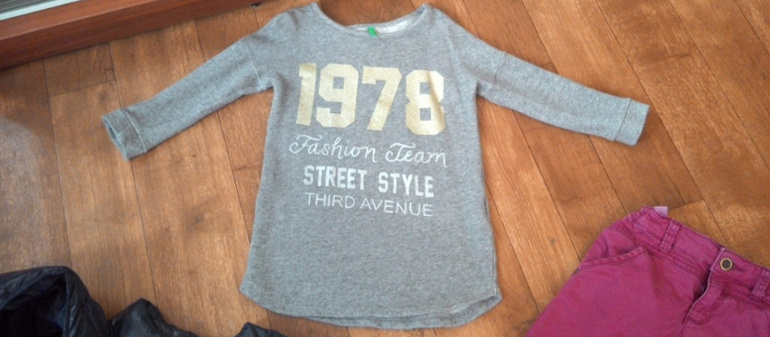 1978
Fashion Team
STREET STYLE
THIRD AVENUE